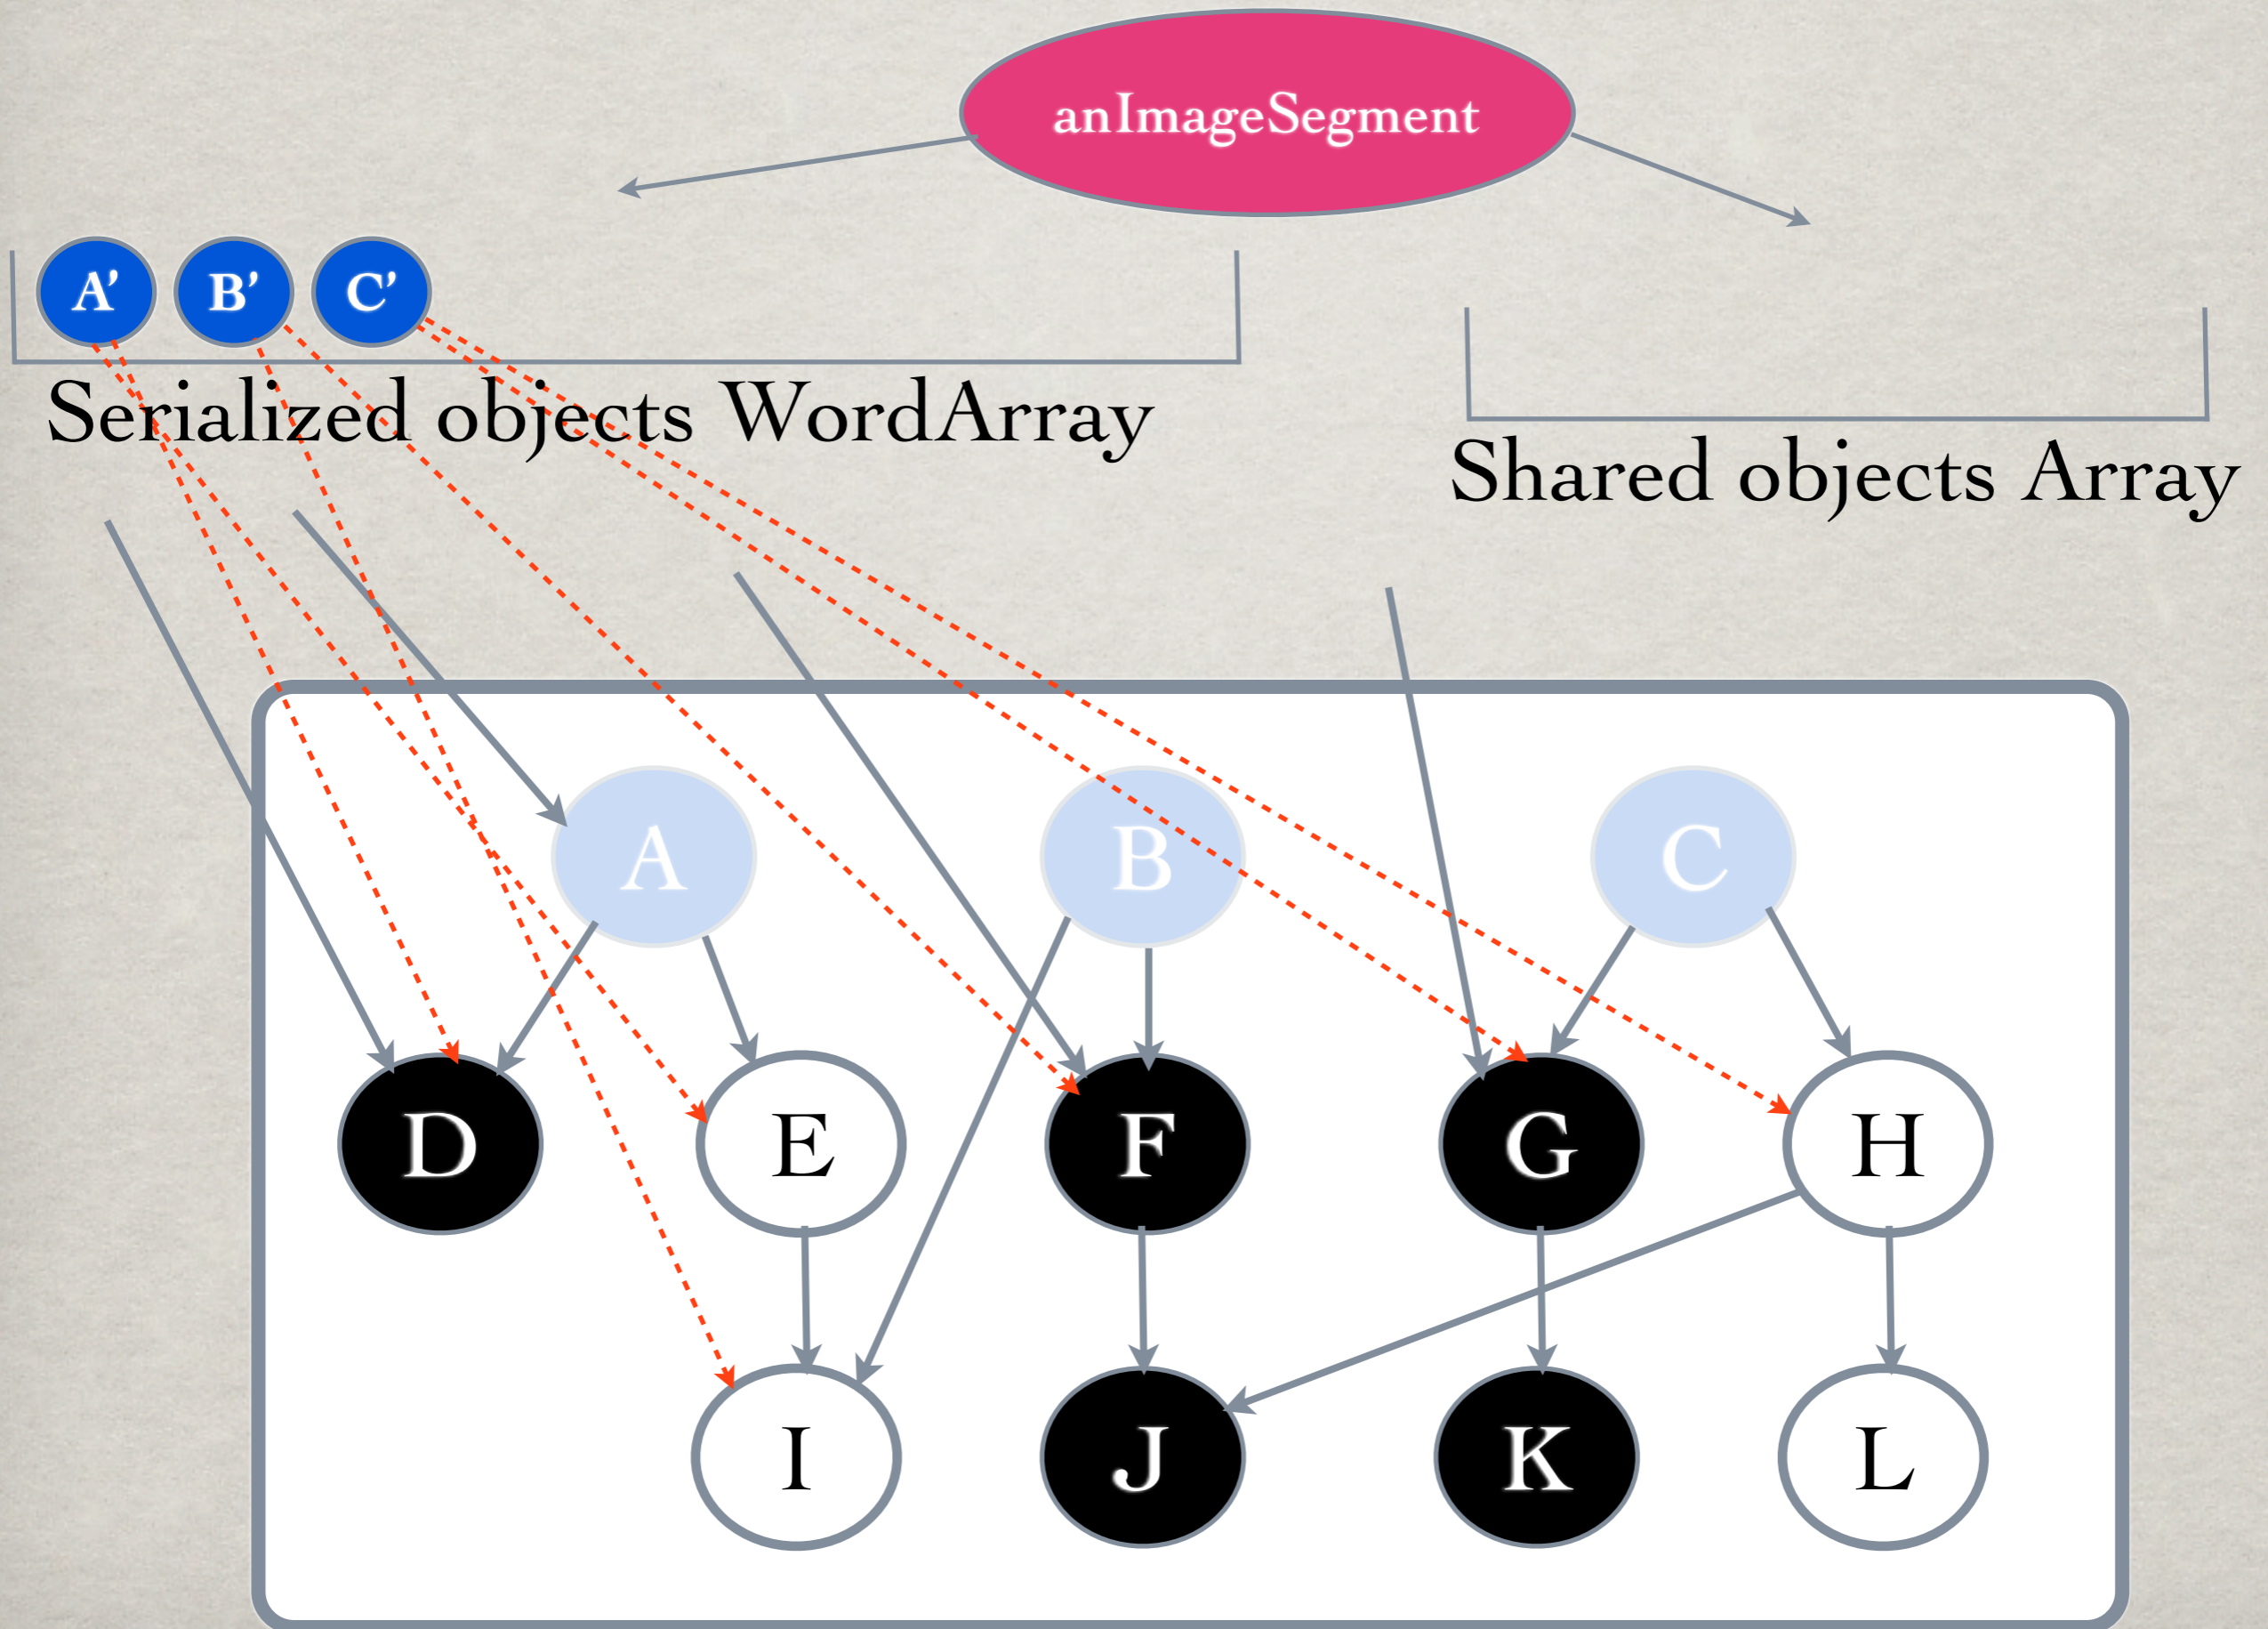 anImageSegment
A’ B’ C’
Serialized objects WordArray
Shared objects Array
A B C
D E F G H
I J K L